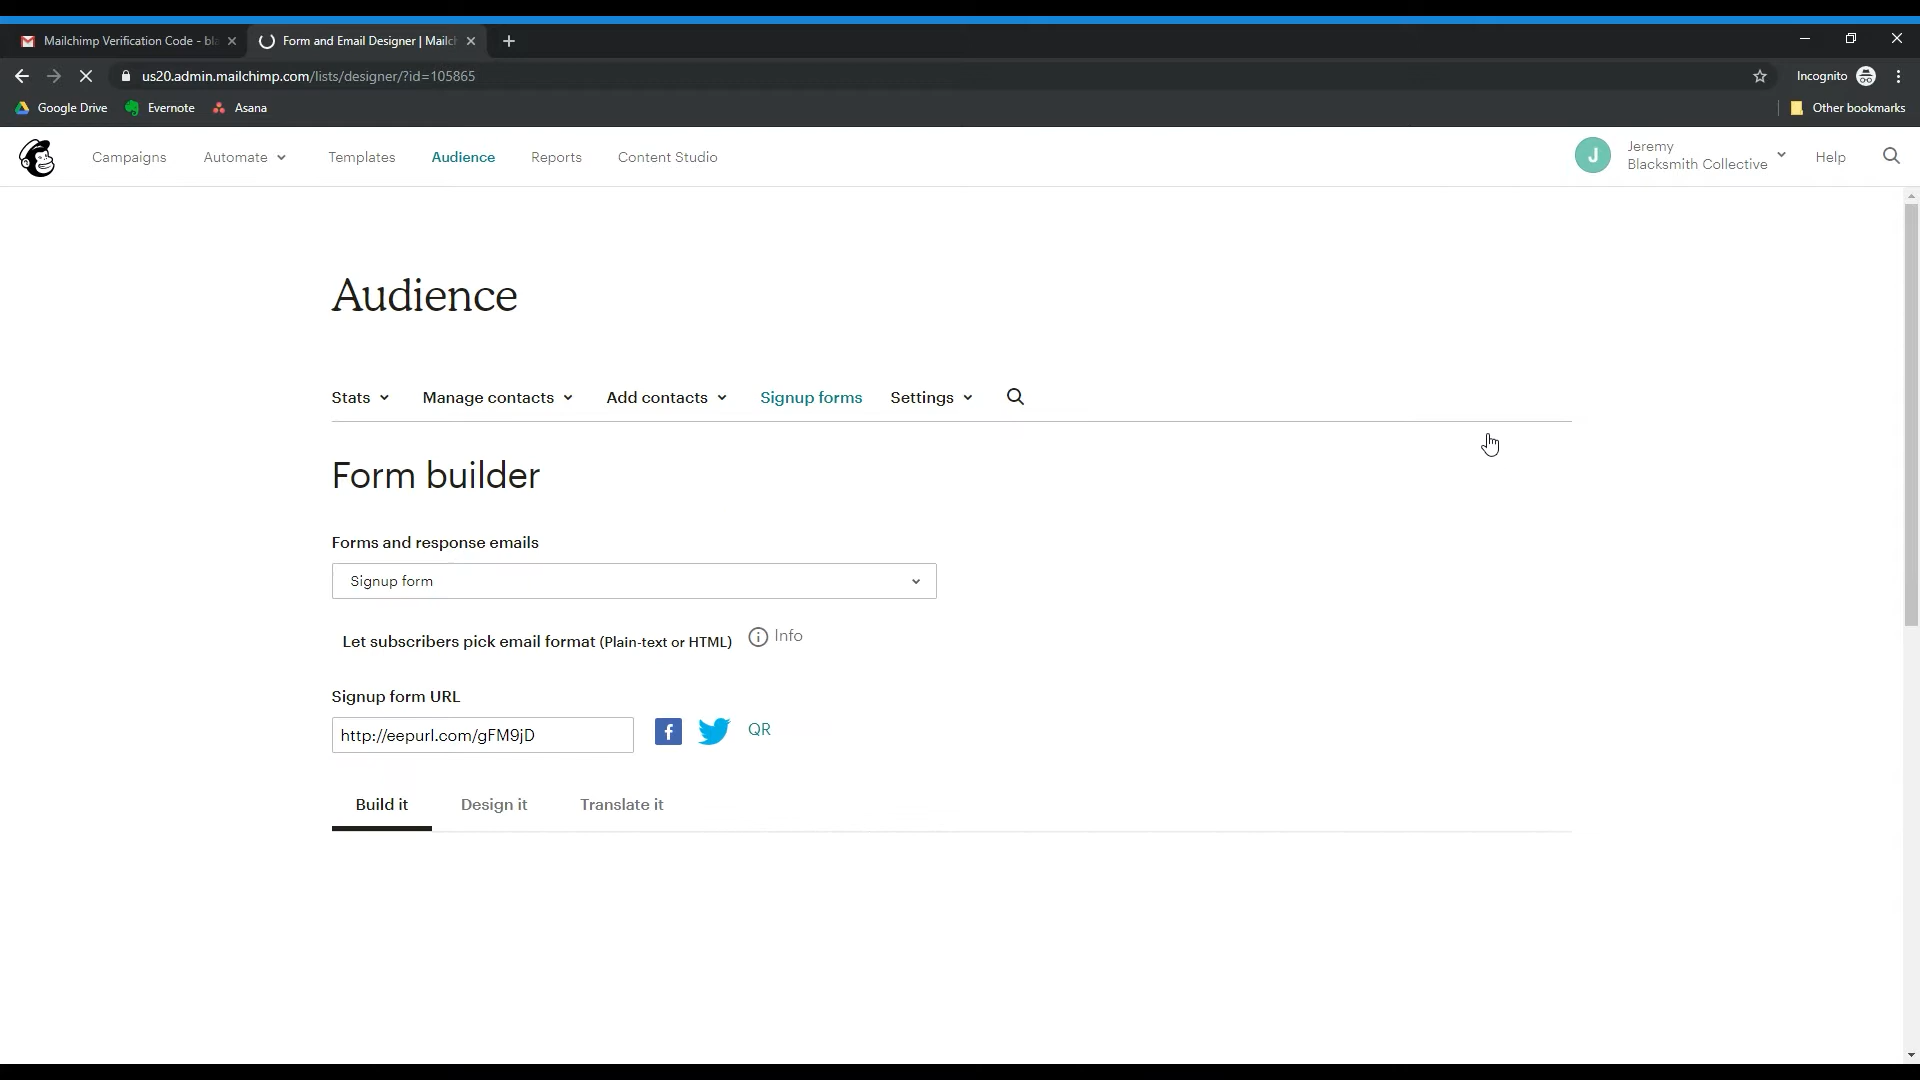 Mailchimp Verification Code - bla
Form and Email Designer | Mailch
us20.admin.mailchimp.com/lists/designer/?id=105865
Incognito
Google Drive
Evernote
Asana
Other bookmarks
Campaigns
Automate
Templates
Audience
Reports
Content Studio
J
Jeremy
Blacksmith Collective
Help
Audience
Stats
Manage contacts
Add contacts
Signup forms
Settings
Form builder
Forms and response emails
Signup form
Let subscribers pick email format (Plain-text or HTML)
Info
Signup form URL
http://eepurl.com/gFM9jD
QR
Build it
Design it
Translate it